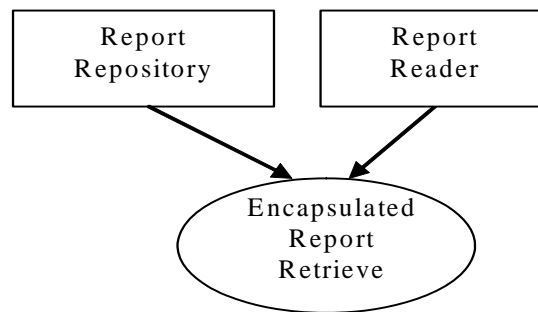 Report
Repository
Report
Reader
Encapsulated
Report
Retrieve